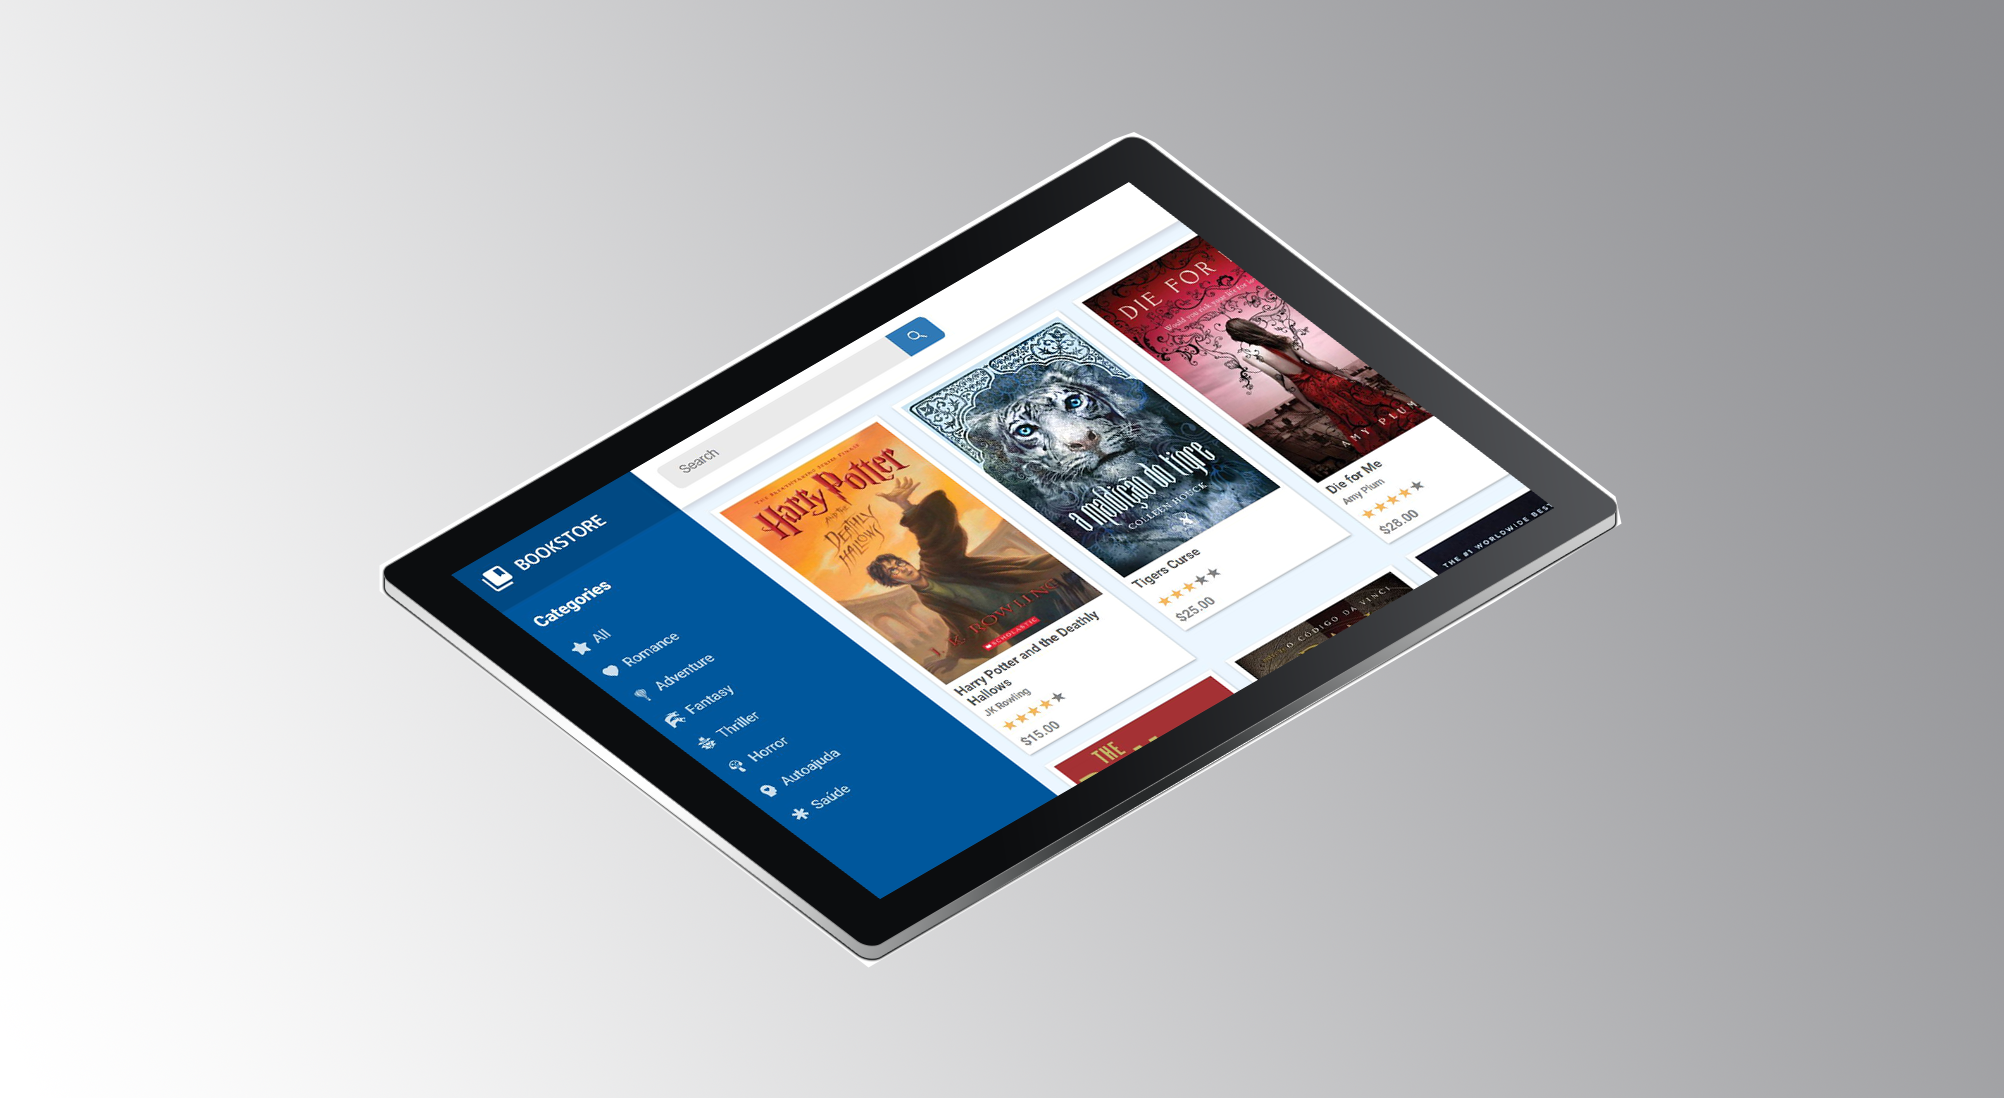 BOOKSTORE
Categories
All
Romance
Adventure
Fantasy
Thriller
Horror
Autoajuda
Saúde
Search
Harry Potter
and the
DEATHLY
HALLOWS
J. K. ROWLING
SCHOLASTIC
Harry Potter and the Deathly
Hallows
JK Rowling
$15.00
a maldição do tigre
COLLEEN HOUCK
Tigers Curse
$25.00
DIE FOR
AMY PLUM
Die for Me
Amy Plum
$28.00
THE
O CÓDIGO DA VINCI
THE #1 WORLDWIDE BEST